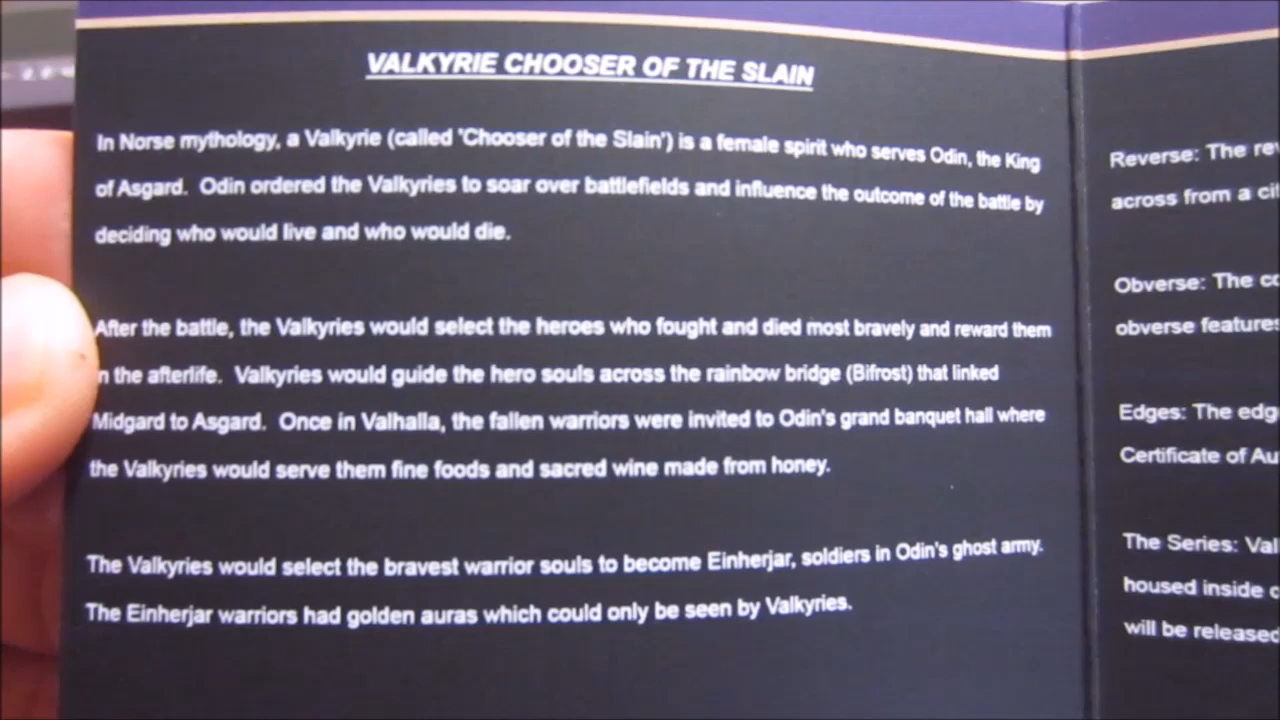 VALKYRIE CHOOSER OF THE SLAIN
In Norse mythology, a Valkyrie (called 'Chooser of the Slain') is a female spirit who serves Odin, the King
of Asgard. Odin ordered the Valkyries to soar over battlefields and influence the outcome of the battle by
deciding who would live and who would die.
After the battle, the Valkyries would select the heroes who fought and died most bravely and reward them
n the afterlife. Valkyries would guide the hero souls across the rainbow bridge (Bifrost) that linked
Midgard to Asgard. Once in Valhalla, the fallen warriors were invited to Odin's grand banquet hall where
the Valkyries would serve them fine foods and sacred wine made from honey.
The Valkyries would select the bravest warrior souls to become Einherjar, soldiers in Odin's ghost army.
The Einherjar warriors had golden auras which could only be seen by Valkyries.
Reverse: The
across from a
Obverse: The
obverse
Edges: The
Certificate of
The Series:
housed inside
will be